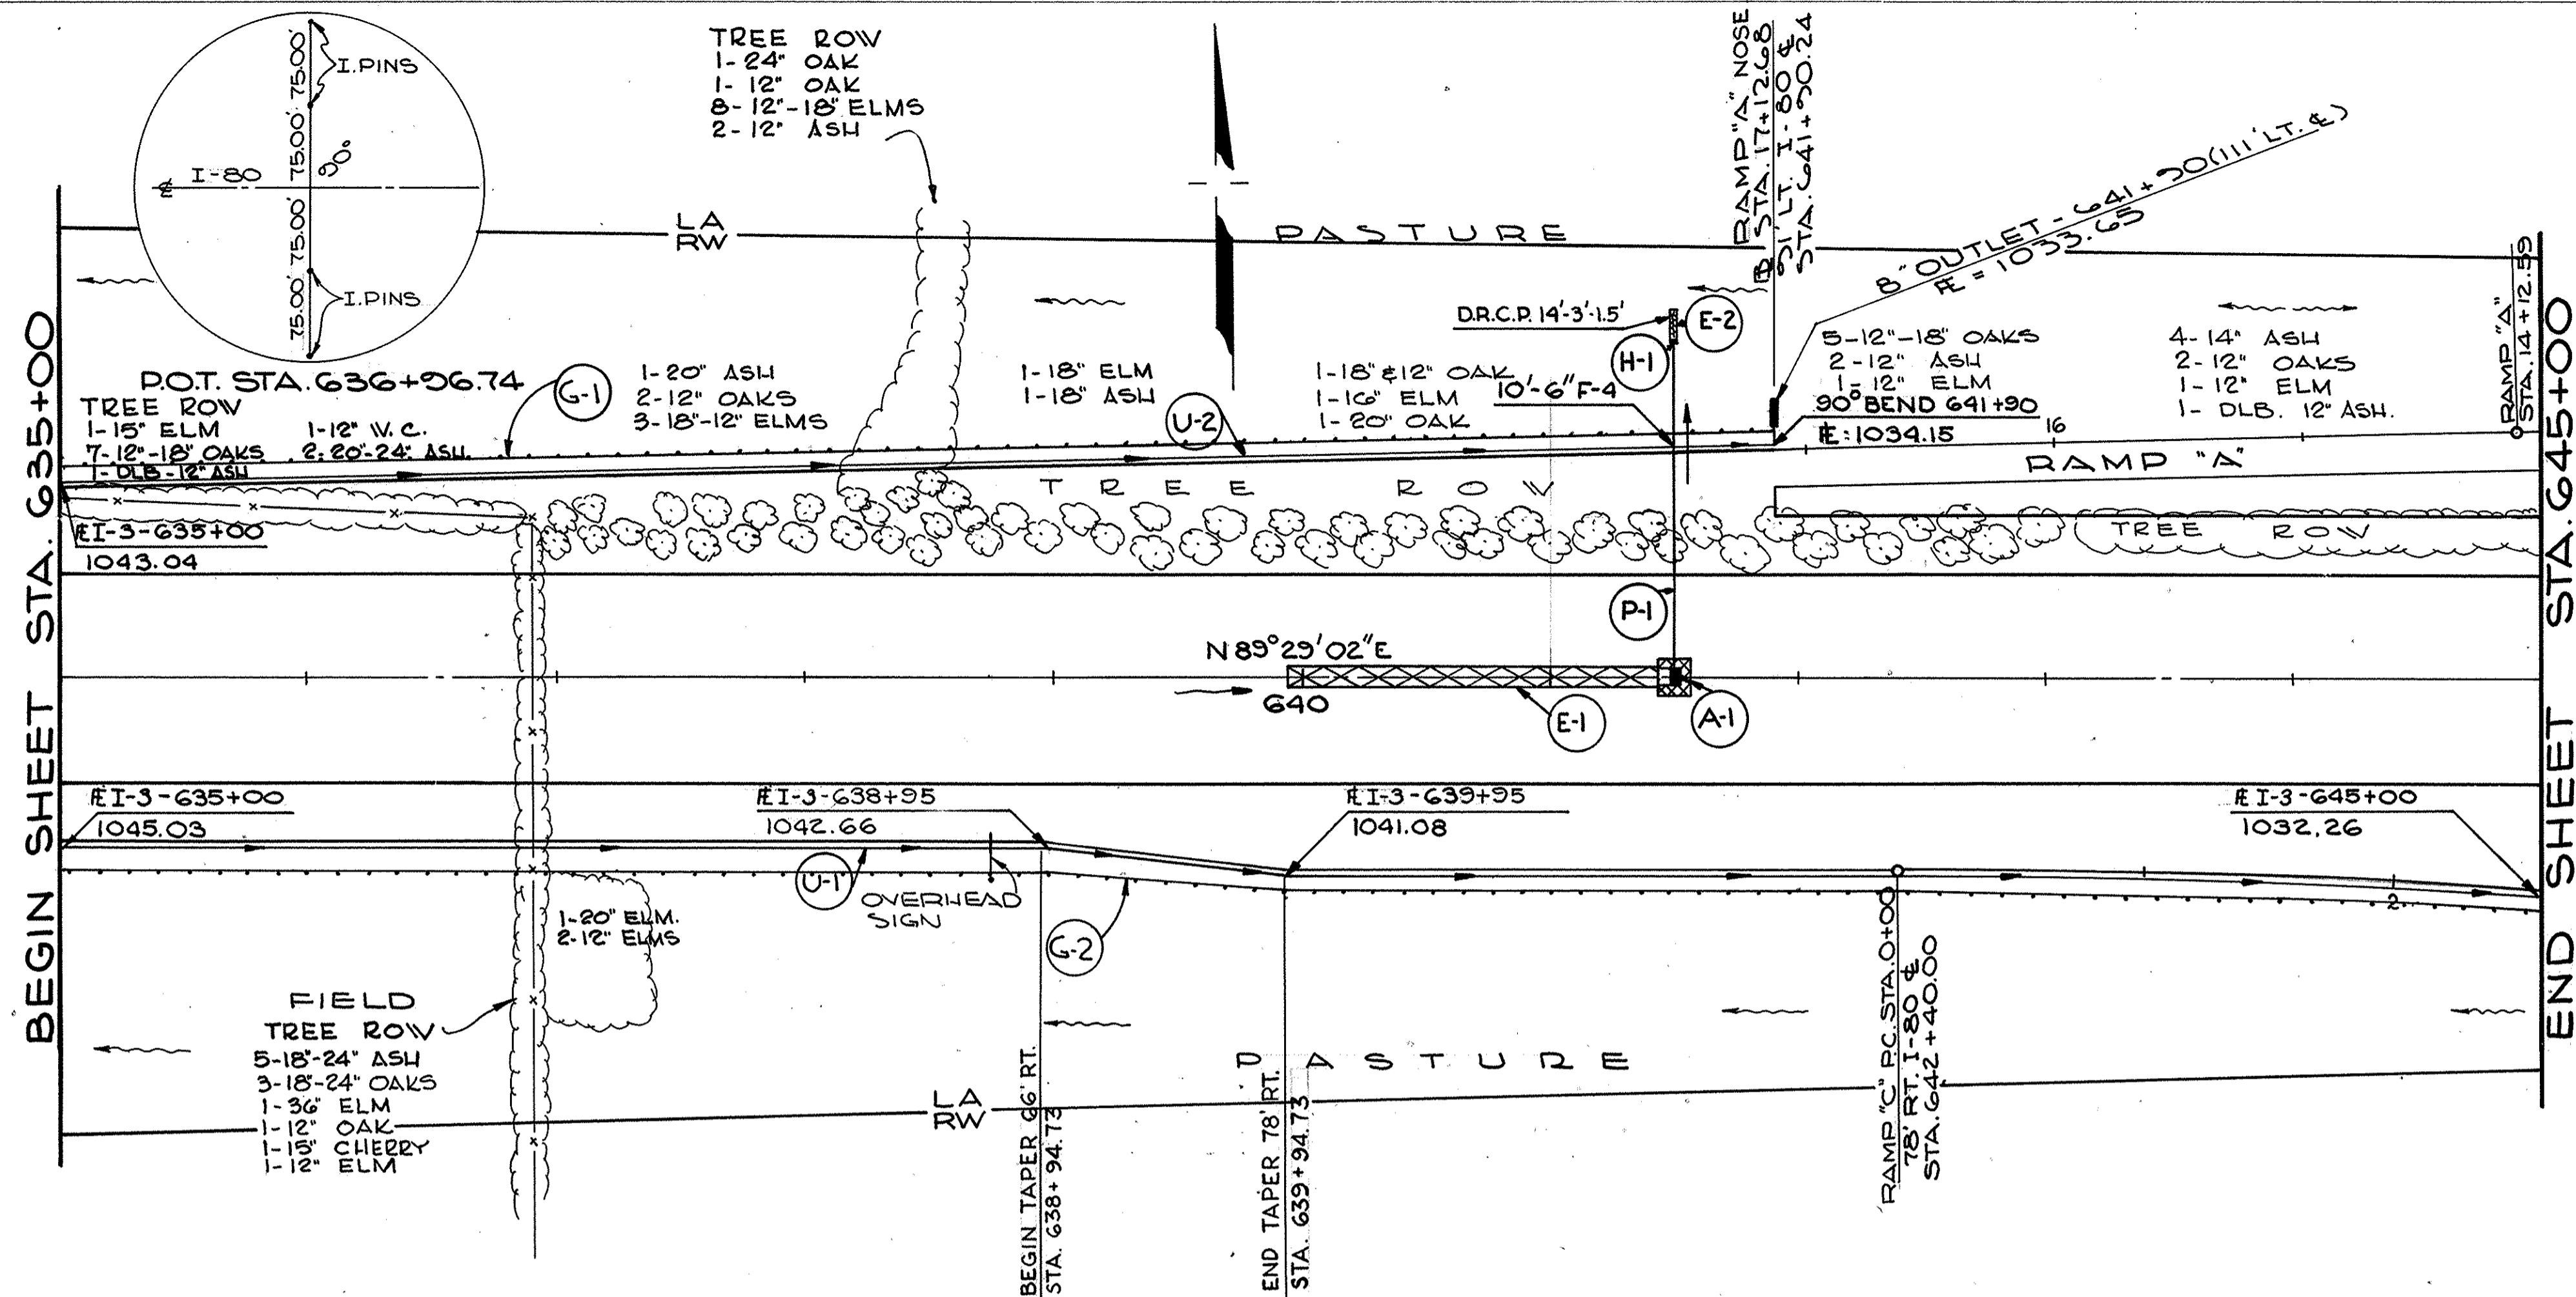 75.00'
75.00'
75.00'
75.00'
I.PINS
I.PINS
90°
℄ I-80
P.O.T. STA. 636+96.74
TREE ROW
1-24" OAK
1-12" OAK
8-12"-18" ELMS
2-12" ASH
LA
RW
PASTURE
RAMP "A" NOSE
STA. 17+12.68
91' LT. I-80 ℄
STA. 641+90.24
8" OUTLET - 641+90 (111' LT. ℄)
= 1033.65
RAMP "A"
STA. 14+12.59
BEGIN SHEET STA. 635+00
END SHEET STA. 645+00
TREE ROW
1-15" ELM
7-12"-18" OAKS
1-DLB-12" ASH
1-12" W.C.
2-20"-24" ASH
G-1
1-20" ASH
2-12" OAKS
3-18"-12" ELMS
1-18" ELM
1-18" ASH
U-2
1-18" & 12" OAK
1-16" ELM
1-20" OAK
D.R.C.P. 14'-3'-1.5'
E-2
H-1
10'-6" F-4
5-12"-18" OAKS
2-12" ASH
1-12" ELM
90° BEND 641+90
:1034.15
4-14" ASH
2-12" OAKS
1-12" ELM
1- DLB. 12" ASH.
16
RAMP "A"
TREE ROW
TREE ROW
I-3-635+00
1043.04
P-1
N 89°29'02"E
640
E-1
A-1
I-3-635+00
1045.03
I-3-638+95
1042.66
I-3-639+95
1041.08
I-3-645+00
1032.26
U-1
OVERHEAD
SIGN
G-2
2
1-20" ELM.
2-12" ELMS
FIELD
TREE ROW
5-18"-24" ASH
3-18"-24" OAKS
1-36" ELM
1-12" OAK
1-15" CHERRY
1-12" ELM
LA
RW
PASTURE
BEGIN TAPER 66' RT.
STA. 638+94.73
END TAPER 78' RT.
STA. 639+94.73
RAMP "C" P.C. STA. 0+00
78' RT. I-80 ℄
STA. 642+40.00